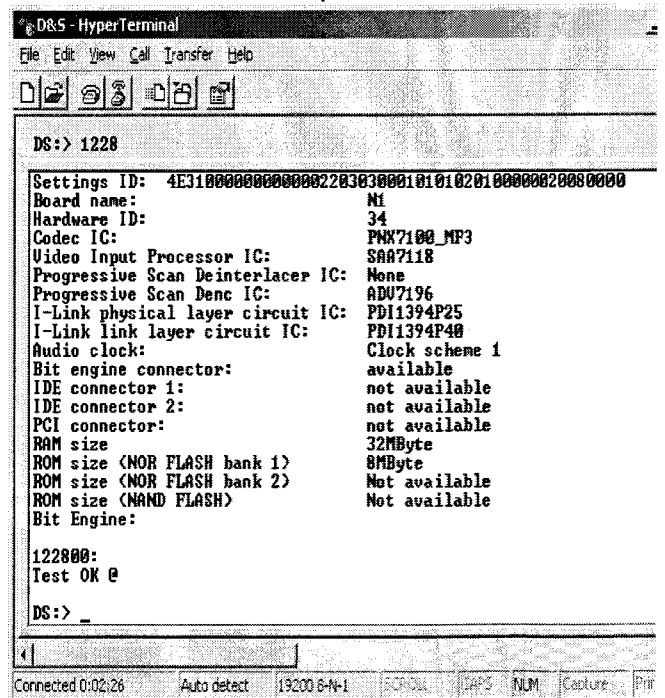 D&S - HyperTerminal
File Edit View Call Transfer Help
DS:> 1228
Settings ID: 4E3100000000000022030300010101020100000020080000
Board name: N1
Hardware ID: 34
Codec IC: PNX7100_MP3
Video Input Processor IC: SAA7118
Progressive Scan Deinterlacer IC: None
Progressive Scan Denc IC: ADV7196
I-Link physical layer circuit IC: PDI1394P25
I-Link link layer circuit IC: PDI1394P40
Audio clock: Clock scheme 1
Bit engine connector: available
IDE connector 1: not available
IDE connector 2: not available
PCI connector: not available
RAM size 32MByte
ROM size (NOR FLASH bank 1) 8MByte
ROM size (NOR FLASH bank 2) Not available
ROM size (NAND FLASH) Not available
Bit Engine:
122800:
Test OK @
DS:> _
Connected 0:02:26 Auto detect 19200 8-N-1 SCROLL CAPS NUM Capture Prin